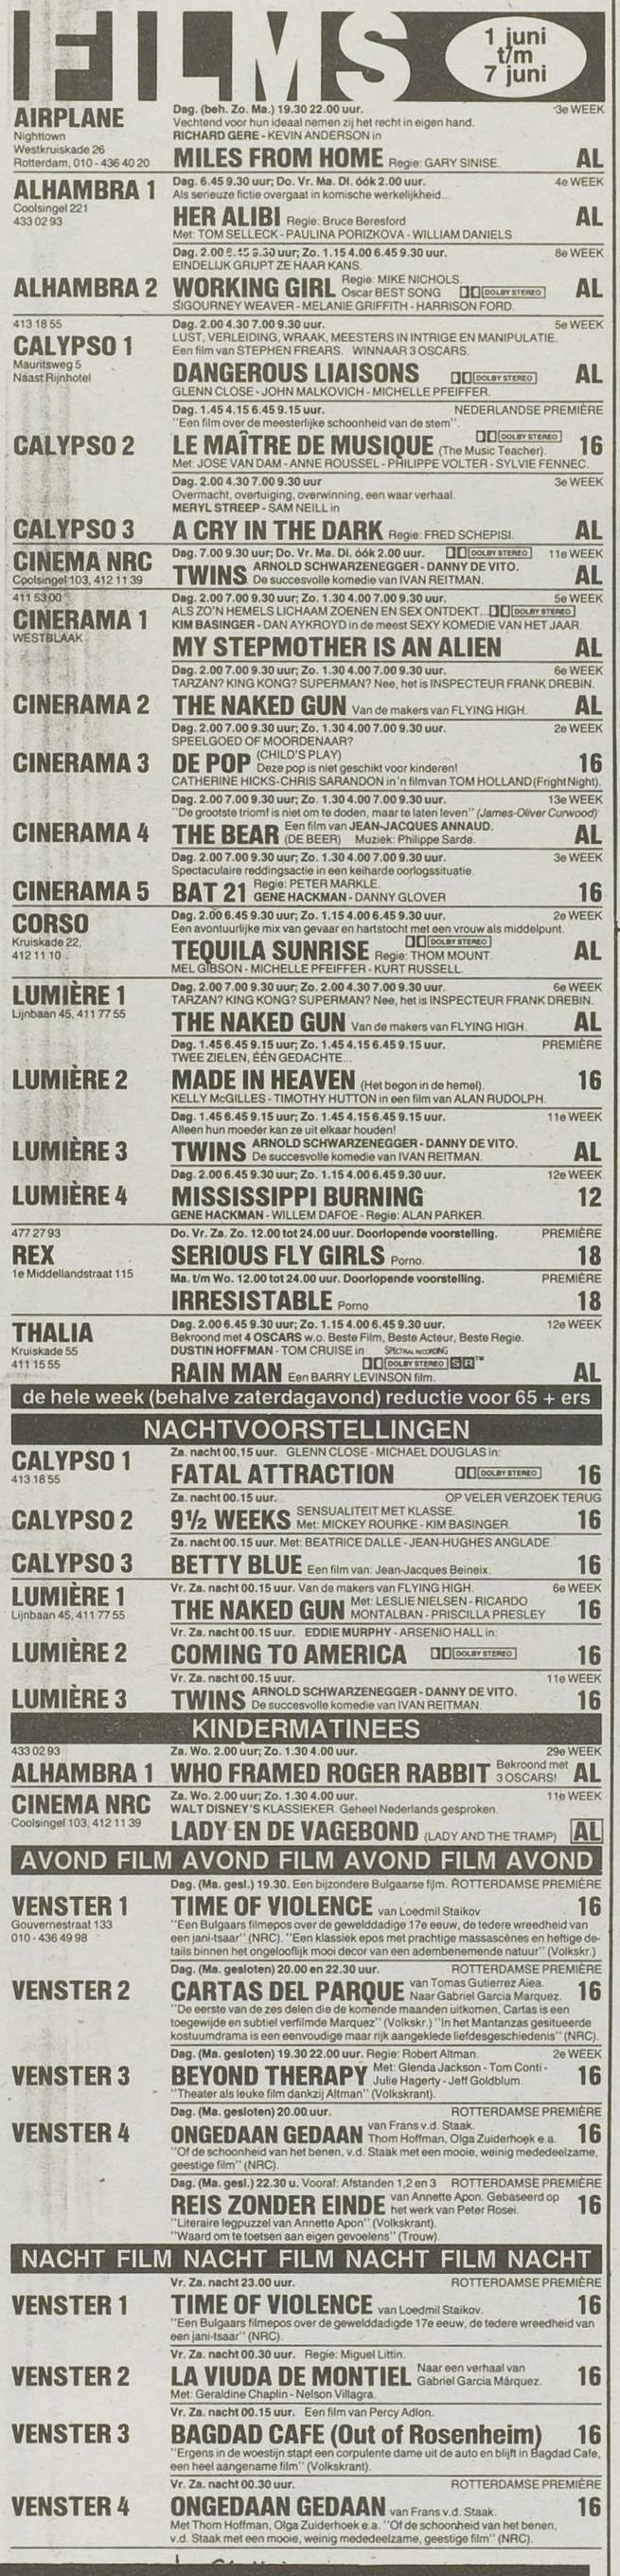 FILMS
1 juni
t/m
7 juni
AIRPLANE
Nighttown
Westkruiskade 26
Rotterdam, 010 - 436 40 20
Dag. (beh. Zo. Ma.) 19.30 22.00 uur. 3e WEEK
Vechtend voor hun ideaal nemen zij het recht in eigen hand.
RICHARD GERE - KEVIN ANDERSON in
MILES FROM HOME Regie: GARY SINISE. AL
ALHAMBRA 1
Coolsingel 221
433 02 93
Dag. 6.45 9.30 uur; Do. Vr. Ma. Di. óók 2.00 uur. 4e WEEK
Als serieuze fictie overgaat in komische werkelijkheid...
HER ALIBI Regie: Bruce Beresford AL
Met: TOM SELLECK - PAULINA PORIZKOVA - WILLIAM DANIELS
Dag. 2.00 6.45 9.30 uur; Zo. 1.15 4.00 6.45 9.30 uur. 8e WEEK
EINDELIJK GRIJPT ZE HAAR KANS.
ALHAMBRA 2 WORKING GIRL Regie: MIKE NICHOLS. Oscar BEST SONG DOLBY STEREO AL
SIGOURNEY WEAVER - MELANIE GRIFFITH - HARRISON FORD.
413 18 55
CALYPSO 1
Mauritsweg 5
Naast Rijnhotel
Dag. 2.00 4.30 7.00 9.30 uur. 5e WEEK
LUST, VERLEIDING, WRAAK, MEESTERS IN INTRIGE EN MANIPULATIE.
Een film van STEPHEN FREARS. WINNAAR 3 OSCARS.
DANGEROUS LIAISONS DOLBY STEREO AL
GLENN CLOSE - JOHN MALKOVICH - MICHELLE PFEIFFER.
Dag. 1.45 4.15 6.45 9.15 uur. NEDERLANDSE PREMIÈRE
"Een film over de meesterlijke schoonheid van de stem".
CALYPSO 2 LE MAÎTRE DE MUSIQUE (The Music Teacher). DOLBY STEREO 16
Met: JOSE VAN DAM - ANNE ROUSSEL - PHILIPPE VOLTER - SYLVIE FENNEC.
Dag. 2.00 4.30 7.00 9.30 uur 3e WEEK
Overmacht, overtuiging, overwinning, een waar verhaal.
MERYL STREEP - SAM NEILL in
CALYPSO 3 A CRY IN THE DARK Regie: FRED SCHEPISI. AL
CINEMA NRC
Coolsingel 103, 412 11 39
Dag. 7.00 9.30 uur; Do. Vr. Ma. Di. óók 2.00 uur. DOLBY STEREO 11e WEEK
TWINS ARNOLD SCHWARZENEGGER - DANNY DE VITO. De succesvolle komedie van IVAN REITMAN. AL
411 53 00
CINERAMA 1
WESTBLAAK
Dag. 2.00 7.00 9.30 uur; Zo. 1.30 4.00 7.00 9.30 uur. 5e WEEK
ALS ZO'N HEMELS LICHAAM ZOENEN EN SEX ONTDEKT... DOLBY STEREO
KIM BASINGER - DAN AYKROYD in de meest SEXY KOMEDIE VAN HET JAAR.
MY STEPMOTHER IS AN ALIEN AL
Dag. 2.00 7.00 9.30 uur; Zo. 1.30 4.00 7.00 9.30 uur. 6e WEEK
TARZAN? KING KONG? SUPERMAN? Nee, het is INSPECTEUR FRANK DREBIN.
CINERAMA 2 THE NAKED GUN Van de makers van FLYING HIGH. AL
Dag. 2.00 7.00 9.30 uur; Zo. 1.30 4.00 7.00 9.30 uur. 2e WEEK
SPEELGOED OF MOORDENAAR?
CINERAMA 3 DE POP (CHILD'S PLAY) Deze pop is niet geschikt voor kinderen! 16
CATHERINE HICKS-CHRIS SARANDON in'n film van TOM HOLLAND (Fright Night).
Dag. 2.00 7.00 9.30 uur; Zo. 1.30 4.00 7.00 9.30 uur. 13e WEEK
"De grootste triomf is niet om te doden, maar te laten leven" (James-Oliver Curwood)
CINERAMA 4 THE BEAR (DE BEER) Een film van JEAN-JACQUES ANNAUD. Muziek: Philippe Sarde. AL
Dag. 2.00 7.00 9.30 uur; Zo. 1.30 4.00 7.00 9.30 uur. 3e WEEK
Spectaculaire reddingsactie in een keiharde oorlogssituatie.
CINERAMA 5 BAT 21 Regie: PETER MARKLE. GENE HACKMAN - DANNY GLOVER 16
CORSO
Kruiskade 22,
412 11 10
Dag. 2.00 6.45 9.30 uur; Zo. 1.15 4.00 6.45 9.30 uur. 2e WEEK
Een avontuurlijke mix van gevaar en hartstocht met een vrouw als middelpunt.
TEQUILA SUNRISE DOLBY STEREO Regie: THOM MOUNT. AL
MEL GIBSON - MICHELLE PFEIFFER - KURT RUSSELL.
LUMIÈRE 1
Lijnbaan 45, 411 77 55
Dag. 2.00 7.00 9.30 uur; Zo. 2.00 4.30 7.00 9.30 uur. 6e WEEK
TARZAN? KING KONG? SUPERMAN? Nee, het is INSPECTEUR FRANK DREBIN.
THE NAKED GUN Van de makers van FLYING HIGH. AL
Dag. 1.45 6.45 9.15 uur; Zo. 1.45 4.15 6.45 9.15 uur. PREMIÈRE
TWEE ZIELEN, ÉÉN GEDACHTE...
LUMIÈRE 2 MADE IN HEAVEN (Het begon in de hemel). 16
KELLY McGILLES - TIMOTHY HUTTON in een film van ALAN RUDOLPH.
Dag. 1.45 6.45 9.15 uur; Zo. 1.45 4.15 6.45 9.15 uur. 11e WEEK
Alleen hun moeder kan ze uit elkaar houden!
LUMIÈRE 3 TWINS ARNOLD SCHWARZENEGGER - DANNY DE VITO. De succesvolle komedie van IVAN REITMAN. AL
Dag. 2.00 6.45 9.30 uur; Zo. 1.15 4.00 6.45 9.30 uur. 12e WEEK
LUMIÈRE 4 MISSISSIPPI BURNING 12
GENE HACKMAN - WILLEM DAFOE - Regie: ALAN PARKER.
477 27 93
REX
1e Middellandstraat 115
Do. Vr. Za. Zo. 12.00 tot 24.00 uur. Doorlopende voorstelling. PREMIÈRE
SERIOUS FLY GIRLS Porno. 18
Ma. t/m Wo. 12.00 tot 24.00 uur. Doorlopende voorstelling. PREMIÈRE
IRRESISTABLE Porno 18
THALIA
Kruiskade 55
411 15 55
Dag. 2.00 6.45 9.30 uur; Zo. 1.15 4.00 6.45 9.30 uur. 12e WEEK
Bekroond met 4 OSCARS w.o. Beste Film, Beste Acteur, Beste Regie.
DUSTIN HOFFMAN - TOM CRUISE in SPECTRAL RECORDING
RAIN MAN Een BARRY LEVINSON film. DOLBY STEREO SR™ AL
de hele week (behalve zaterdagavond) reductie voor 65 + ers
NACHTVOORSTELLINGEN
CALYPSO 1
413 18 55
Za. nacht 00.15 uur. GLENN CLOSE - MICHAEL DOUGLAS in:
FATAL ATTRACTION DOLBY STEREO 16
Za. nacht 00.15 uur. OP VELER VERZOEK TERUG
CALYPSO 2 9½ WEEKS SENSUALITEIT MET KLASSE. Met: MICKEY ROURKE - KIM BASINGER. 16
Za. nacht 00.15 uur. Met: BEATRICE DALLE - JEAN-HUGHES ANGLADE.
CALYPSO 3 BETTY BLUE Een film van: Jean-Jacques Beineix. 16
LUMIÈRE 1
Lijnbaan 45, 411 77 55
Vr. Za. nacht 00.15 uur. Van de makers van FLYING HIGH. 6e WEEK
THE NAKED GUN Met: LESLIE NIELSEN - RICARDO MONTALBAN - PRISCILLA PRESLEY 16
Vr. Za. nacht 00.15 uur. EDDIE MURPHY - ARSENIO HALL in:
LUMIÈRE 2 COMING TO AMERICA DOLBY STEREO 16
Vr. Za. nacht 00.15 uur. 11e WEEK
LUMIÈRE 3 TWINS ARNOLD SCHWARZENEGGER - DANNY DE VITO. De succesvolle komedie van IVAN REITMAN. 16
KINDERMATINEES
433 02 93
Za. Wo. 2.00 uur; Zo. 1.30 4.00 uur. 29e WEEK
ALHAMBRA 1 WHO FRAMED ROGER RABBIT Bekroond met 3 OSCARS! AL
CINEMA NRC
Coolsingel 103, 412 11 39
Za. Wo. 2.00 uur; Zo. 1.30 4.00 uur. 11e WEEK
WALT DISNEY'S KLASSIEKER. Geheel Nederlands gesproken.
LADY EN DE VAGEBOND (LADY AND THE TRAMP) AL
AVOND FILM AVOND FILM AVOND FILM AVOND
Dag. (Ma. gesl.) 19.30. Een bijzondere Bulgaarse film. ROTTERDAMSE PREMIÈRE
VENSTER 1
Gouvernestraat 133
010 - 436 49 98
TIME OF VIOLENCE van Loedmil Staikov 16
"Een Bulgaars filmepos over de gewelddadige 17e eeuw, de tedere wreedheid van
een jani-tsaar" (NRC). "Een klassiek epos met prachtige massascènes en heftige de-
tails binnen het ongelooflijk mooi decor van een adembenemende natuur" (Volkskr.)
Dag. (Ma. gesloten) 20.00 en 22.30 uur. ROTTERDAMSE PREMIÈRE
VENSTER 2 CARTAS DEL PARQUE van Tomas Gutierrez Alea. Naar Gabriel Garcia Marquez. 16
"De eerste van de zes delen die de komende maanden uitkomen, Cartas is een
toegewijde en subtiel verfilmde Marquez" (Volkskr.) "In het Mantanzas gesitueerde
kostuumdrama is een eenvoudige maar rijk aangeklede liefdesgeschiedenis" (NRC).
Dag. (Ma. gesloten) 19.30 22.00 uur. Regie: Robert Altman. 2e WEEK
VENSTER 3 BEYOND THERAPY Met: Glenda Jackson - Tom Conti - Julie Hagerty - Jeff Goldblum. 16
"Theater als leuke film dankzij Altman" (Volkskrant).
Dag. (Ma. gesloten) 20.00 uur. ROTTERDAMSE PREMIÈRE
VENSTER 4 ONGEDAAN GEDAAN van Frans v.d. Staak. Thom Hoffman, Olga Zuiderhoek e.a. 16
"Of de schoonheid van het benen, v.d. Staak met een mooie, weinig mededeelzame,
geestige film" (NRC).
Dag. (Ma. gesl.) 22.30 u. Vooraf: Afstanden 1,2 en 3 ROTTERDAMSE PREMIÈRE
REIS ZONDER EINDE van Annette Apon. Gebaseerd op het werk van Peter Rosei. 16
"Literaire legpuzzel van Annette Apon" (Volkskrant).
"Waard om te toetsen aan eigen gevoelens" (Trouw).
NACHT FILM NACHT FILM NACHT FILM NACHT
Vr. Za. nacht 23.00 uur. ROTTERDAMSE PREMIÈRE
VENSTER 1 TIME OF VIOLENCE van Loedmil Staikov. 16
"Een Bulgaars filmepos over de gewelddadigde 17e eeuw, de tedere wreedheid van
een jani-tsaar" (NRC).
Vr. Za. nacht 00.30 uur. Regie: Miguel Littin.
VENSTER 2 LA VIUDA DE MONTIEL Naar een verhaal van Gabriel Garcia Márquez. 16
Met: Geraldine Chaplin - Nelson Villagra.
Vr. Za. nacht 00.15 uur. Een film van Percy Adlon.
VENSTER 3 BAGDAD CAFE (Out of Rosenheim) 16
"Ergens in de woestijn stapt een corpulente dame uit de auto en blijft in Bagdad Cafe,
een heel aangename film" (Volkskrant).
Vr. Za. nacht 00.30 uur. ROTTERDAMSE PREMIÈRE
VENSTER 4 ONGEDAAN GEDAAN van Frans v.d. Staak. 16
Met Thom Hoffman, Olga Zuiderhoek e.a. "Of de schoonheid van het benen,
v.d. Staak met een mooie, weinig mededeelzame, geestige film" (NRC).